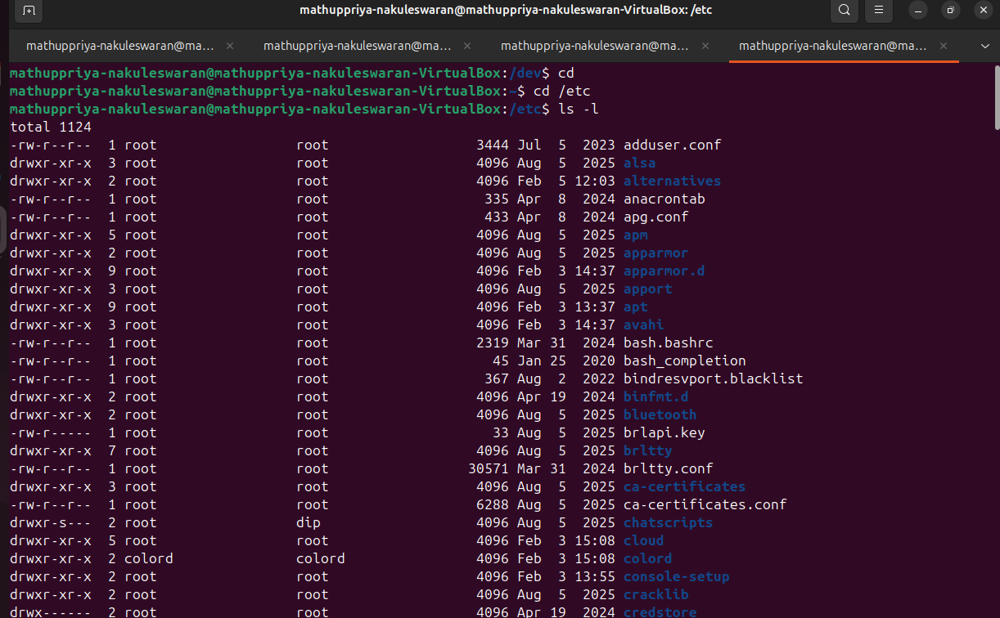 mathuppriya-nakuleswaran@mathuppriya-nakuleswaran-VirtualBox: /etc
mathuppriya-nakuleswaran@ma... mathuppriya-nakuleswaran@ma... mathuppriya-nakuleswaran@ma... mathuppriya-nakuleswaran@ma...
mathuppriya-nakuleswaran@mathuppriya-nakuleswaran-VirtualBox:/dev$ cd
mathuppriya-nakuleswaran@mathuppriya-nakuleswaran-VirtualBox:~$ cd /etc
mathuppriya-nakuleswaran@mathuppriya-nakuleswaran-VirtualBox:/etc$ ls -l
total 1124
-rw-r--r--  1 root                 root                  3444 Jul  5  2023 adduser.conf
drwxr-xr-x  3 root                 root                  4096 Aug  5  2025 alsa
drwxr-xr-x  2 root                 root                  4096 Feb  5 12:03 alternatives
-rw-r--r--  1 root                 root                   335 Apr  8  2024 anacrontab
-rw-r--r--  1 root                 root                   433 Apr  8  2024 apg.conf
drwxr-xr-x  5 root                 root                  4096 Aug  5  2025 apm
drwxr-xr-x  2 root                 root                  4096 Aug  5  2025 apparmor
drwxr-xr-x  9 root                 root                  4096 Feb  3 14:37 apparmor.d
drwxr-xr-x  3 root                 root                  4096 Aug  5  2025 apport
drwxr-xr-x  9 root                 root                  4096 Feb  3 13:37 apt
drwxr-xr-x  3 root                 root                  4096 Feb  3 14:37 avahi
-rw-r--r--  1 root                 root                  2319 Mar 31  2024 bash.bashrc
-rw-r--r--  1 root                 root                    45 Jan 25  2020 bash_completion
-rw-r--r--  1 root                 root                   367 Aug  2  2022 bindresvport.blacklist
drwxr-xr-x  2 root                 root                  4096 Apr 19  2024 binfmt.d
drwxr-xr-x  2 root                 root                  4096 Aug  5  2025 bluetooth
-rw-r-----  1 root                 root                    33 Aug  5  2025 brlapi.key
drwxr-xr-x  7 root                 root                  4096 Aug  5  2025 brltty
-rw-r--r--  1 root                 root                 30571 Mar 31  2024 brltty.conf
drwxr-xr-x  3 root                 root                  4096 Aug  5  2025 ca-certificates
-rw-r--r--  1 root                 root                  6288 Aug  5  2025 ca-certificates.conf
drwxr-s---  2 root                 dip                   4096 Aug  5  2025 chatscripts
drwxr-xr-x  5 root                 root                  4096 Feb  3 15:08 cloud
drwxr-xr-x  2 colord               colord                4096 Feb  3 15:08 colord
drwxr-xr-x  2 root                 root                  4096 Feb  3 13:55 console-setup
drwxr-xr-x  2 root                 root                  4096 Aug  5  2025 cracklib
drwx------  2 root                 root                  4096 Apr 19  2024 credstore